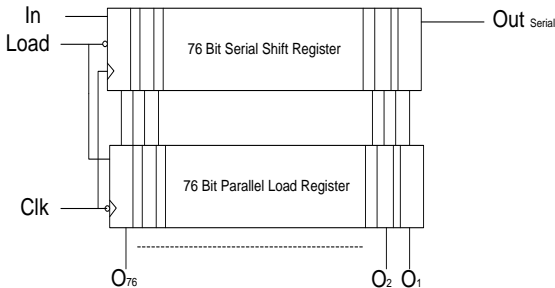 In
Out Serial
Load
76 Bit Serial Shift Register
76 Bit Parallel Load Register
Clk
O76
O2
O1